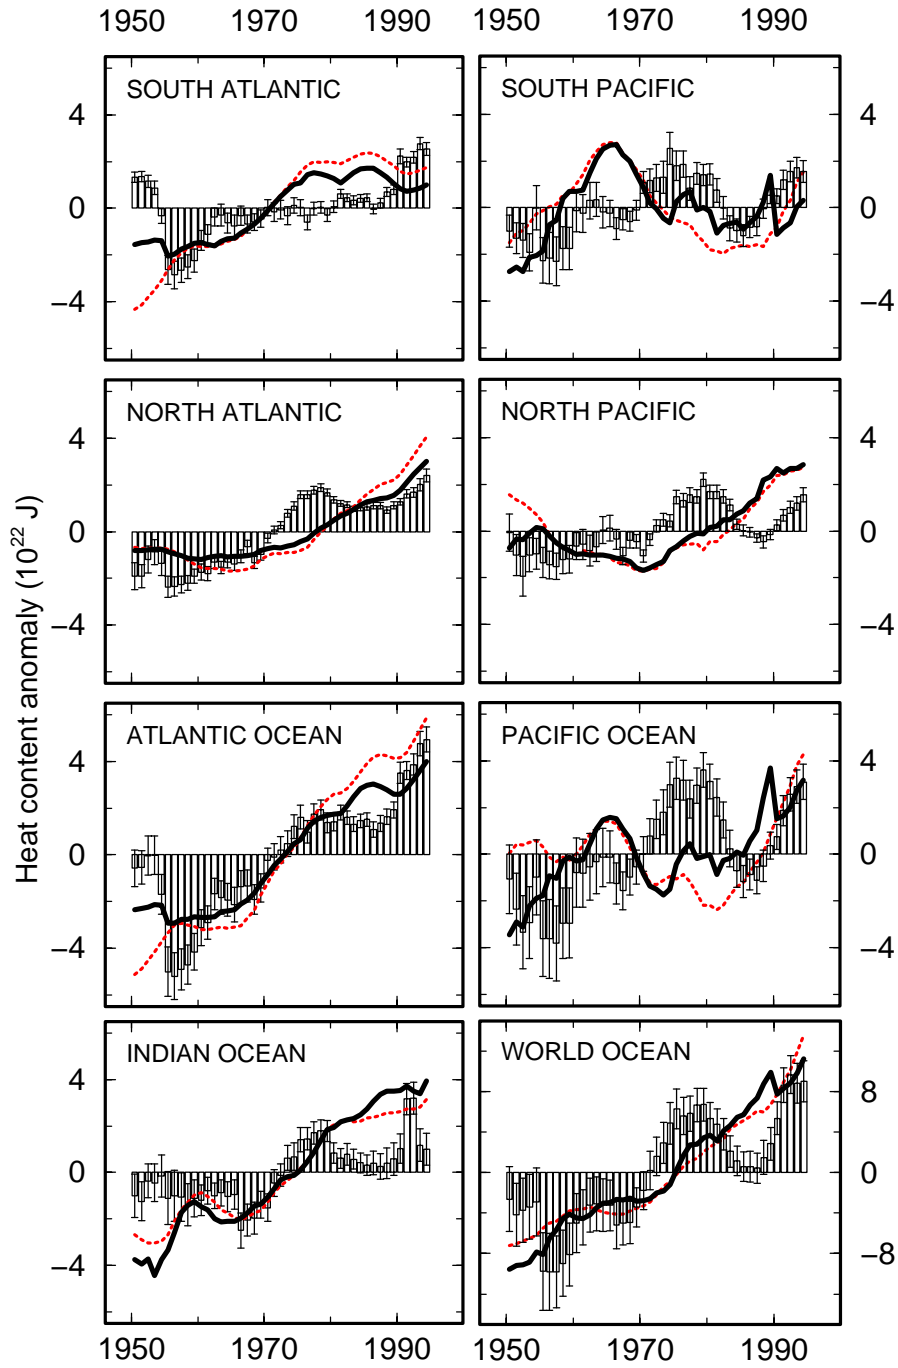 1950 1970 1990 1950 1970 1990
SOUTH ATLANTIC SOUTH PACIFIC
4 4
0 0
−4 −4
NORTH ATLANTIC NORTH PACIFIC
4 4
0 0
−4 −4
Heat content anomaly (10²² J)
ATLANTIC OCEAN PACIFIC OCEAN
4 4
0 0
−4 −4
INDIAN OCEAN WORLD OCEAN
4 8
0 0
−4 −8
1950 1970 1990 1950 1970 1990